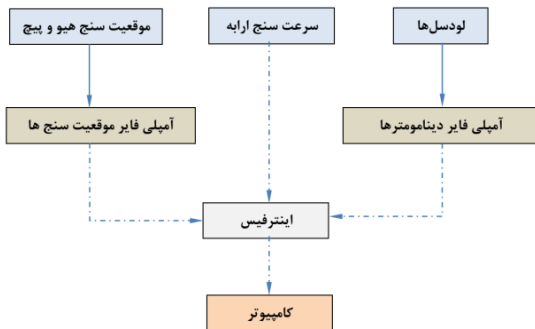 لودسل‌ها
سرعت سنج ارابه
موقعیت سنج هیو و پیچ
آمپلی فایر دینامومترها
آمپلی فایر موقعیت سنج ها
اینترفیس
کامپیوتر